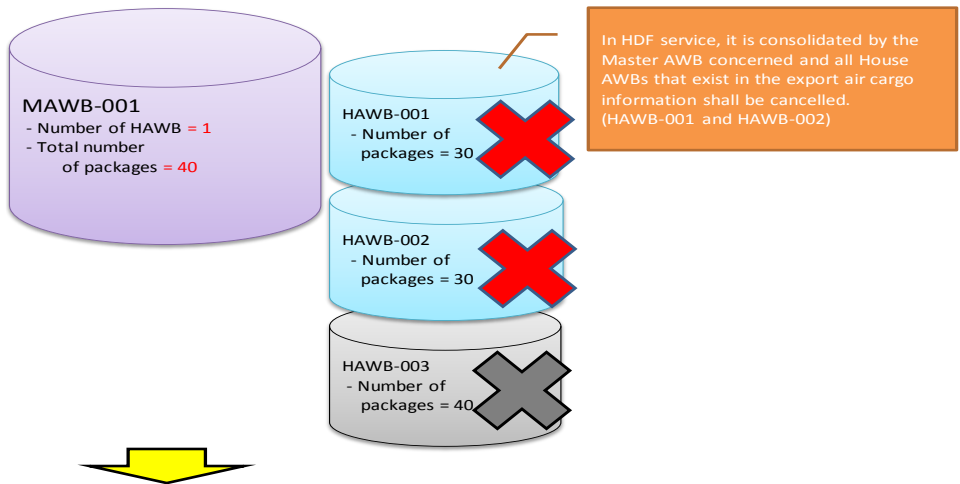 MAWB-001
- Number of HAWB = 1
- Total number
of packages = 40
HAWB-001
- Number of
packages = 30
HAWB-002
- Number of
packages = 30
HAWB-003
- Number of
packages = 40
In HDF service, it is consolidated by the
Master AWB concerned and all House
AWBs that exist in the export air cargo
information shall be cancelled.
(HAWB-001 and HAWB-002)